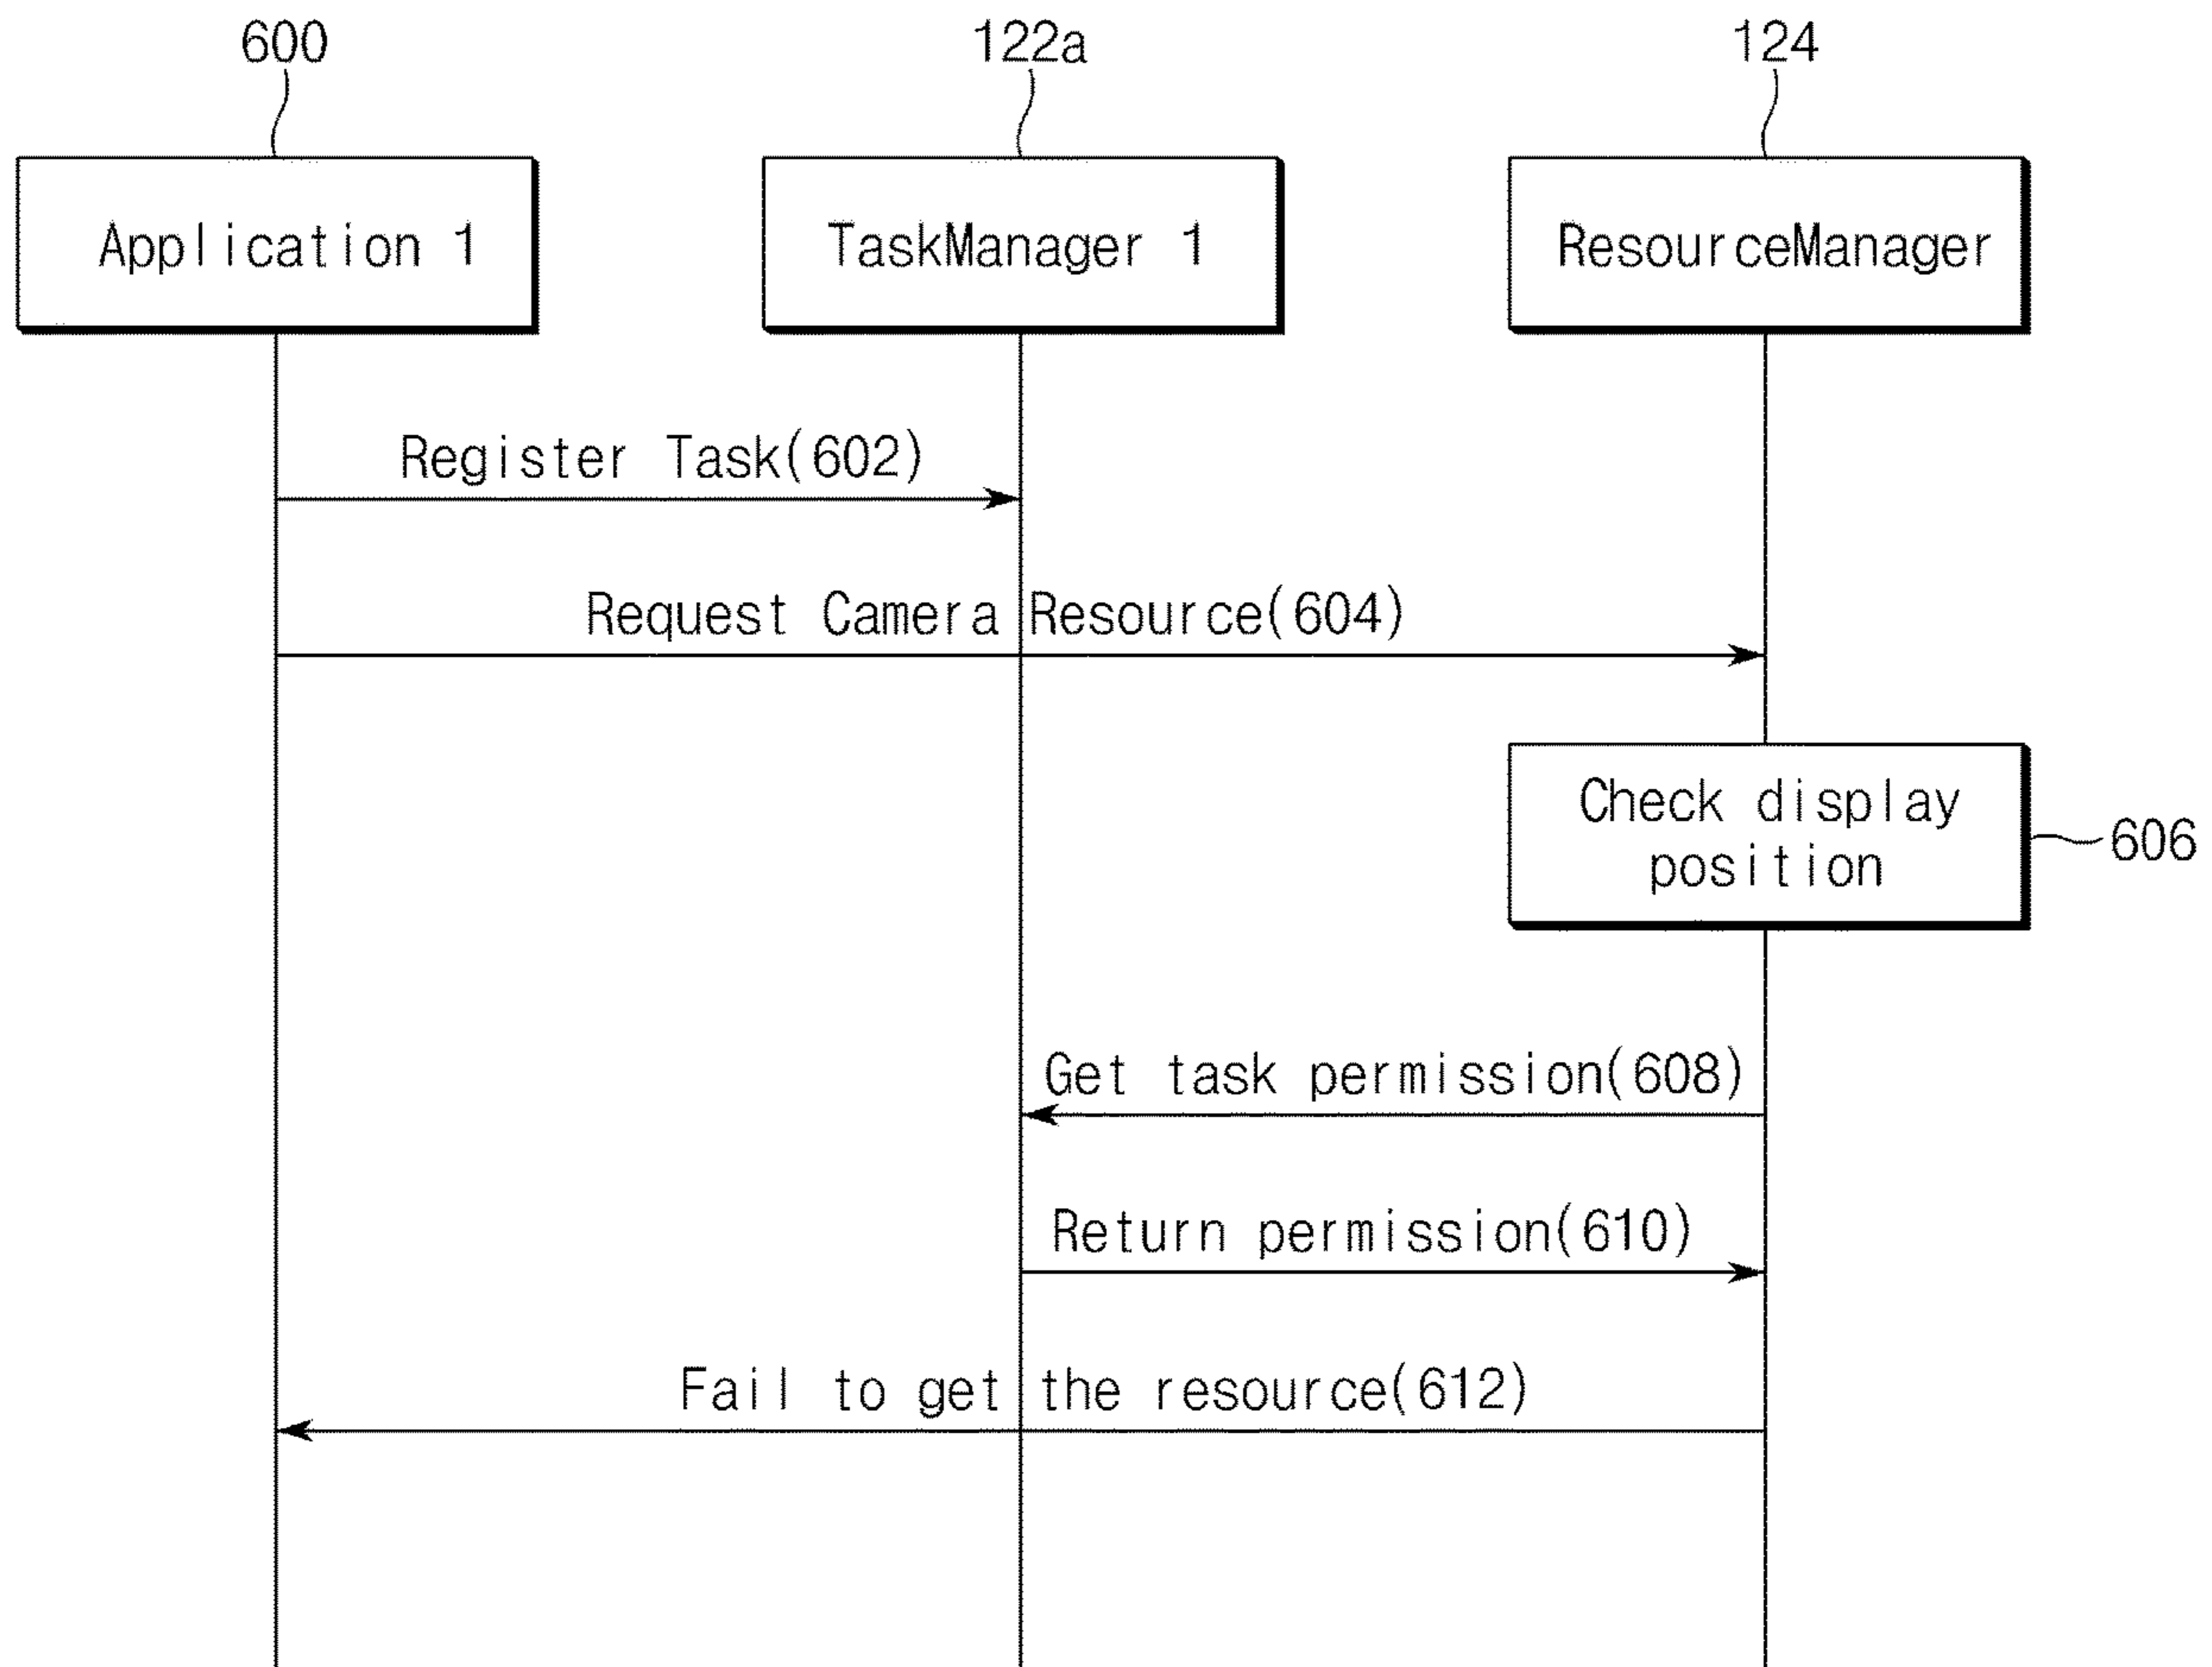 600
122a
124
Application 1
TaskManager 1
ResourceManager
Register Task(602)
Request Camera Resource(604)
Check display
position
606
Get task permission(608)
Return permission(610)
Fail to get the resource(612)